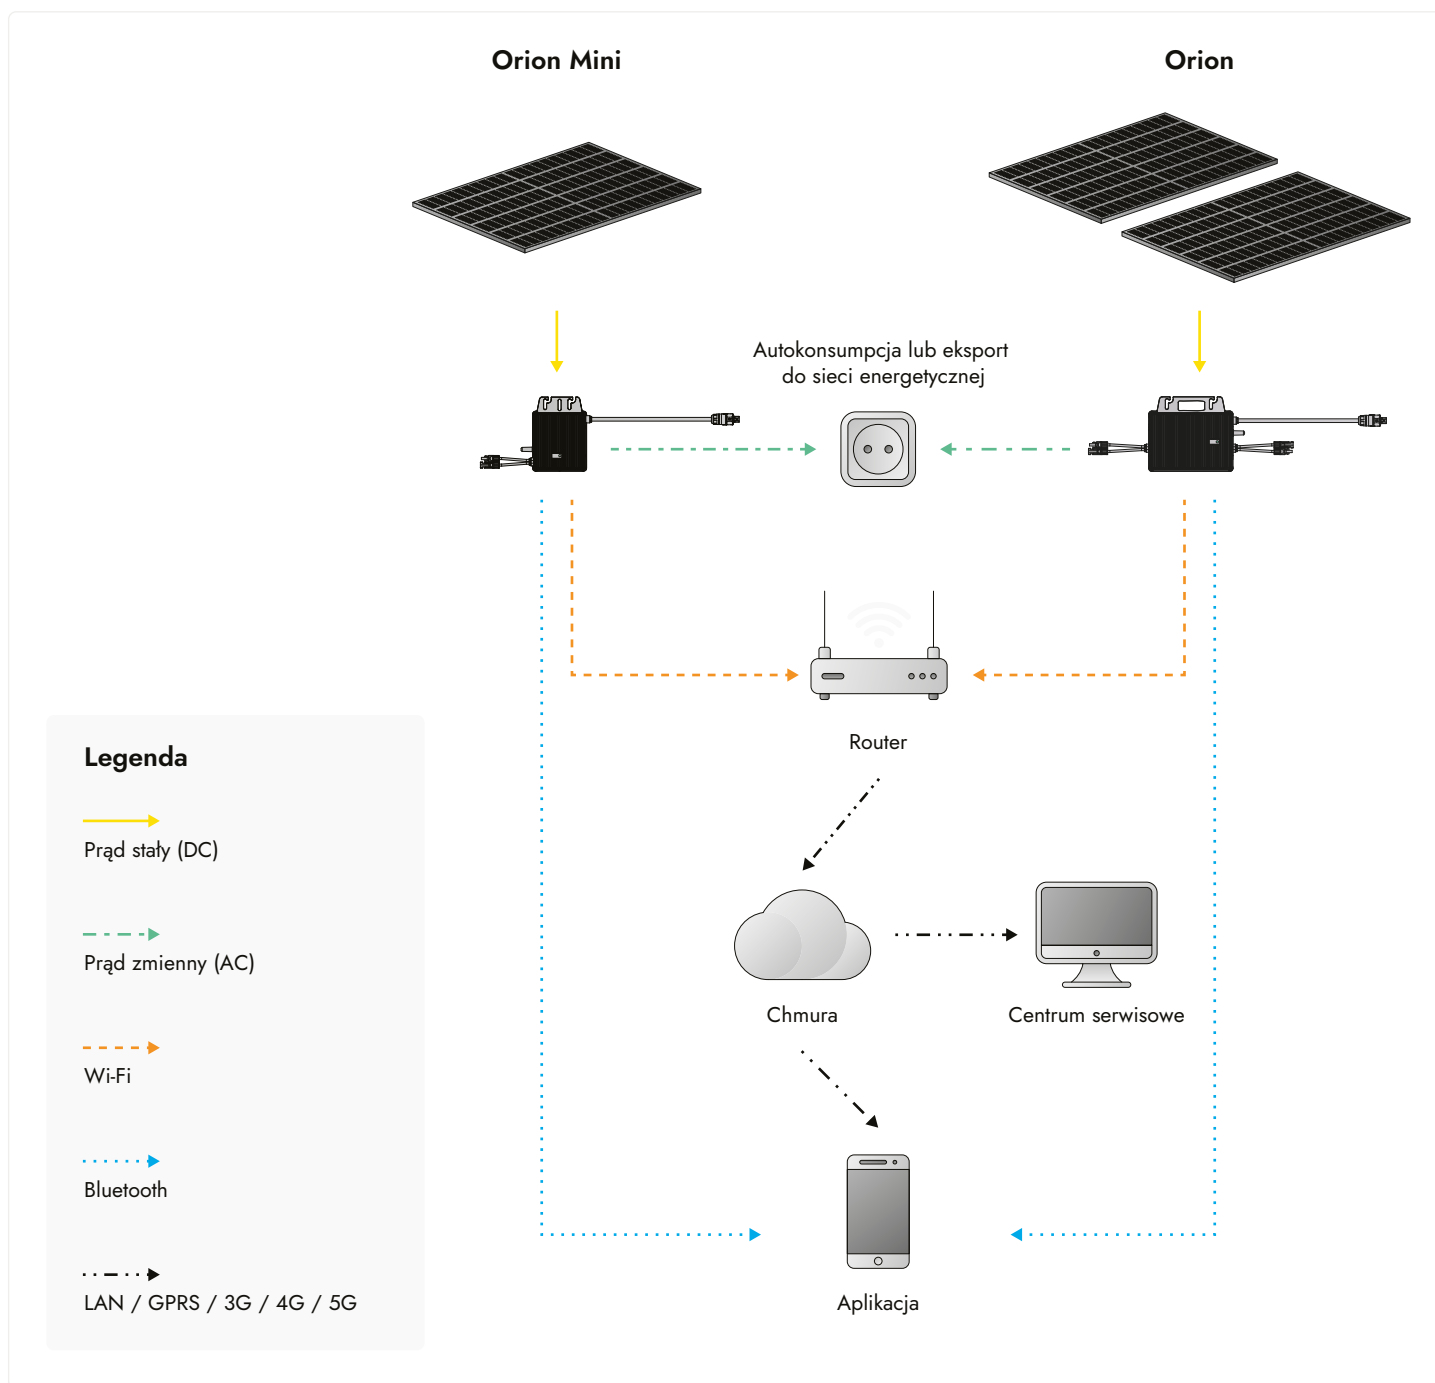 Orion Mini
Orion
Autokonsumpcja lub eksport
do sieci energetycznej
Router
Legenda
Prąd stały (DC)
Prąd zmienny (AC)
Wi-Fi
Bluetooth
LAN / GPRS / 3G / 4G / 5G
Chmura
Centrum serwisowe
Aplikacja